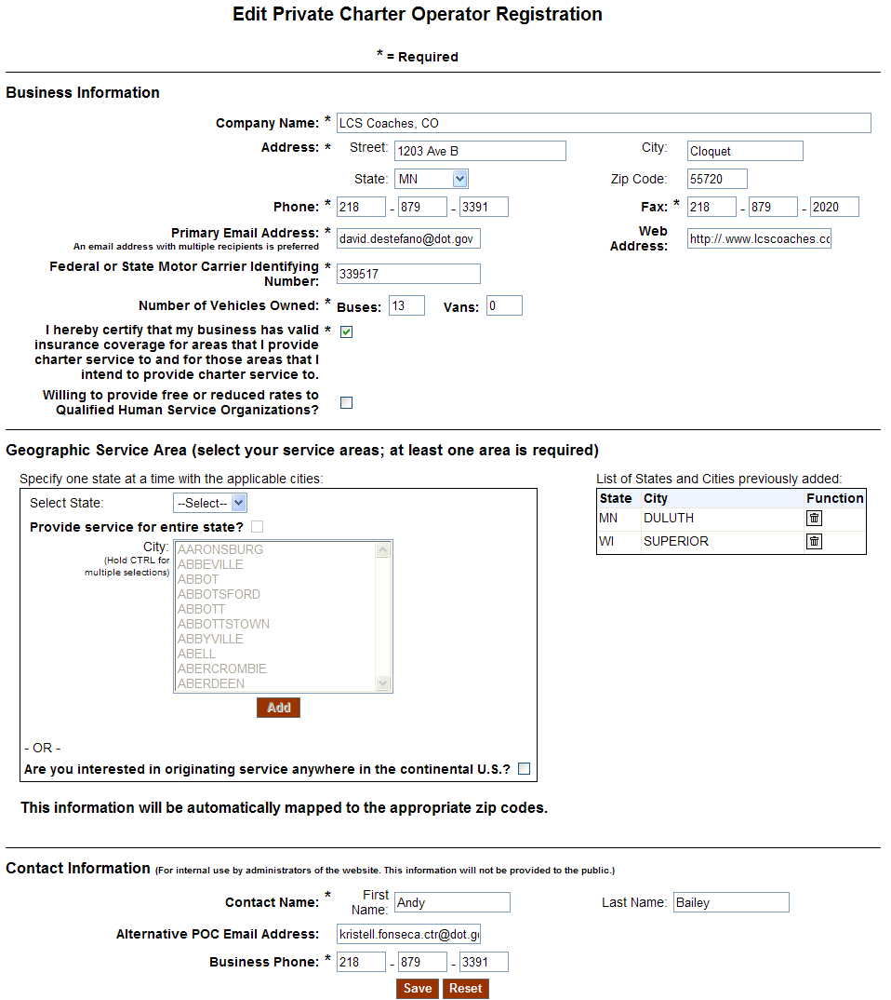 Edit Private Charter Operator Registration
* = Required
Business Information
Company Name: * LCS Coaches, CO
Address: * Street: 1203 Ave B City: Cloquet
State: MN Zip Code: 55720
Phone: * 218 - 879 - 3391 Fax: * 218 - 879 - 2020
Primary Email Address: * david.destefano@dot.gov Web Address: http://.www.lcscoaches.cc
An email address with multiple recipients is preferred
Federal or State Motor Carrier Identifying Number: * 339517
Number of Vehicles Owned: * Buses: 13 Vans: 0
I hereby certify that my business has valid *
insurance coverage for areas that I provide
charter service to and for those areas that I
intend to provide charter service to.
Willing to provide free or reduced rates to
Qualified Human Service Organizations?
Geographic Service Area (select your service areas; at least one area is required)
Specify one state at a time with the applicable cities:
Select State: --Select--
Provide service for entire state?
City:
(Hold CTRL for
multiple selections)
AARONSBURG
ABBEVILLE
ABBOT
ABBOTSFORD
ABBOTT
ABBOTTSTOWN
ABBYVILLE
ABELL
ABERCROMBIE
ABERDEEN
Add
- OR -
Are you interested in originating service anywhere in the continental U.S.?
List of States and Cities previously added:
State City Function
MN DULUTH
WI SUPERIOR
This information will be automatically mapped to the appropriate zip codes.
Contact Information (For internal use by administrators of the website. This information will not be provided to the public.)
Contact Name: * First Name: Andy Last Name: Bailey
Alternative POC Email Address: kristell.fonseca.ctr@dot.g
Business Phone: * 218 - 879 - 3391
Save Reset